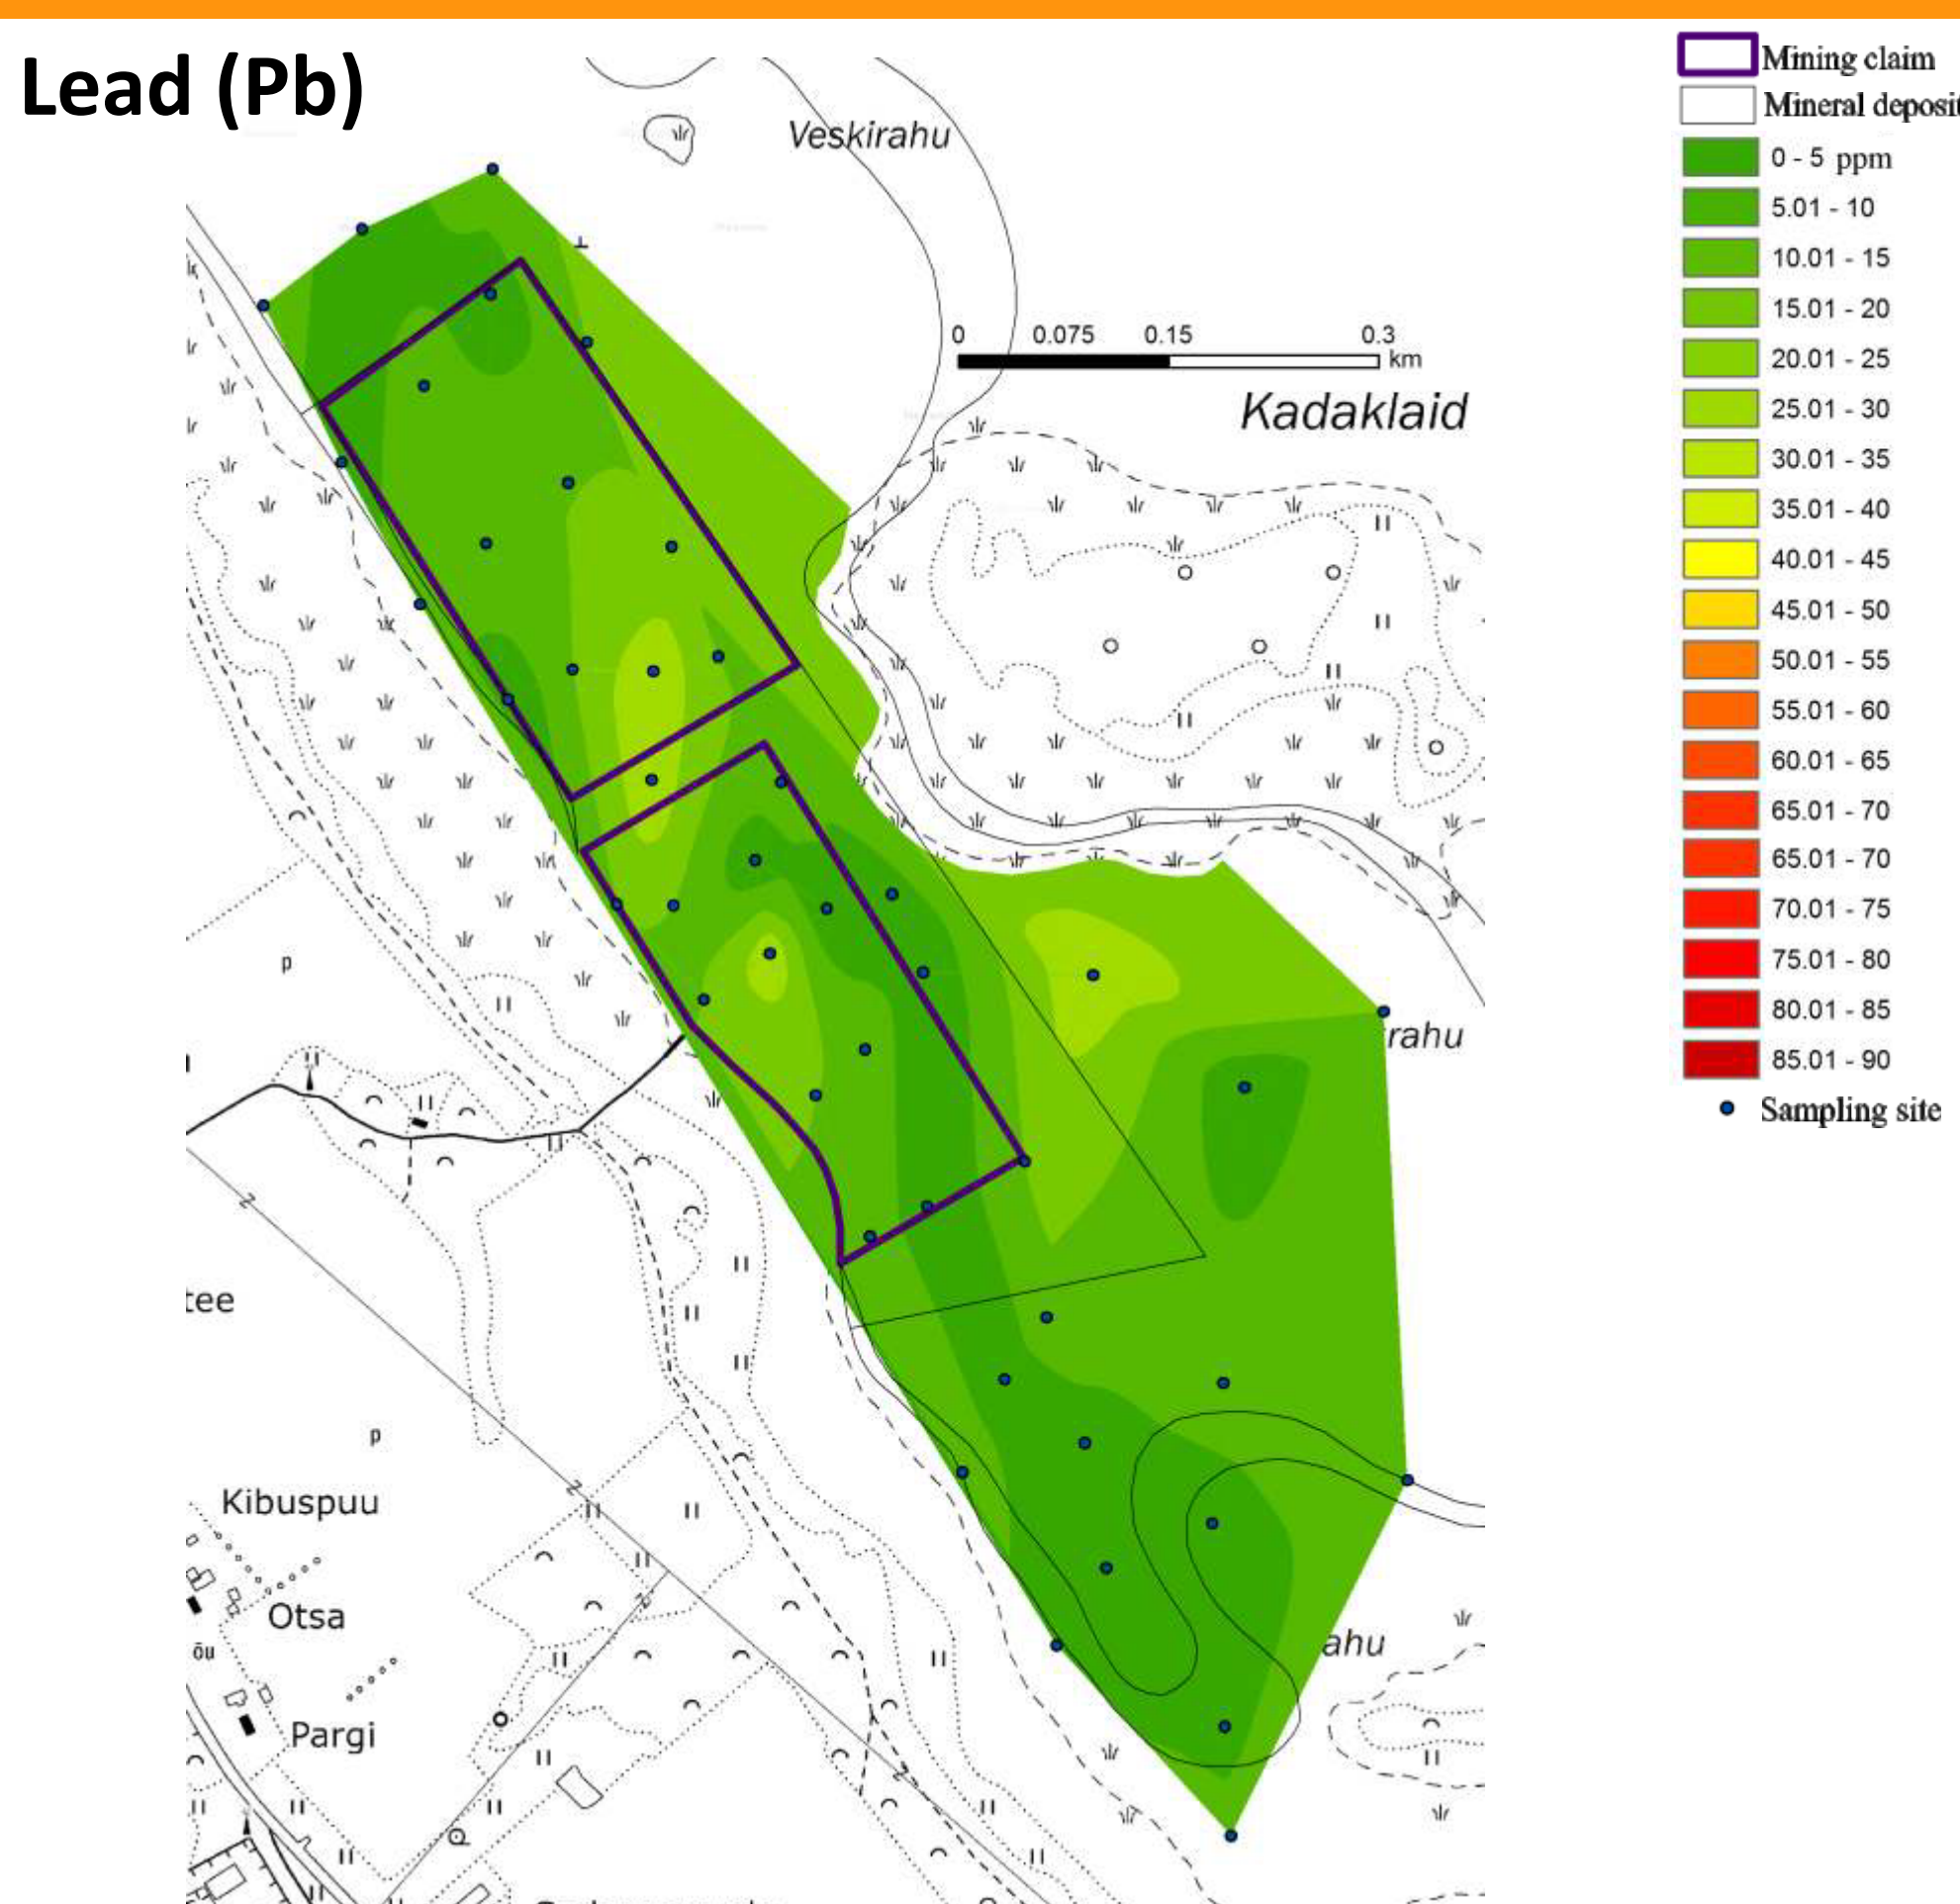 Lead (Pb)
Veskirahu
Kadaklaid
0 0.075 0.15 0.3
km
rahu
p
tee
p
Kibuspuu
Otsa
õu
ahu
Pargi
Mining claim
Mineral deposit
0 - 5 ppm
5.01 - 10
10.01 - 15
15.01 - 20
20.01 - 25
25.01 - 30
30.01 - 35
35.01 - 40
40.01 - 45
45.01 - 50
50.01 - 55
55.01 - 60
60.01 - 65
65.01 - 70
65.01 - 70
70.01 - 75
75.01 - 80
80.01 - 85
85.01 - 90
Sampling site